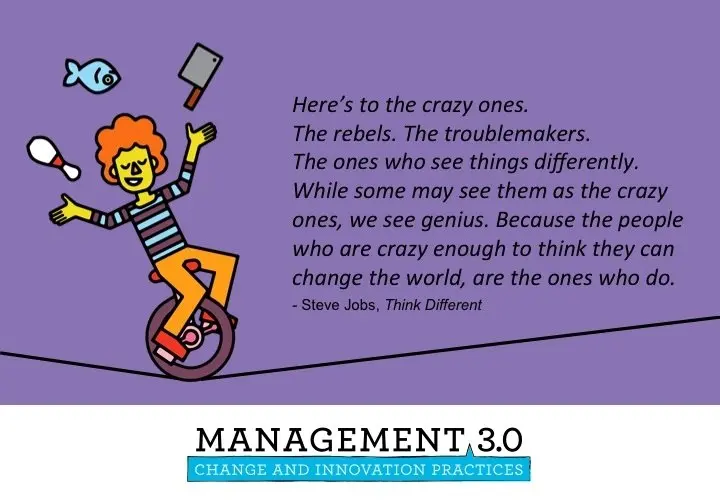 Here’s to the crazy ones.
The rebels. The troublemakers.
The ones who see things differently.
While some may see them as the crazy
ones, we see genius. Because the people
who are crazy enough to think they can
change the world, are the ones who do.
- Steve Jobs, Think Different
MANAGEMENT 3.0
CHANGE AND INNOVATION PRACTICES